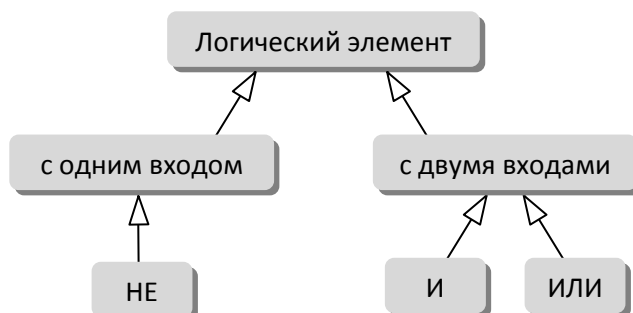 Логический элемент
с одним входом
с двумя входами
НЕ
И
ИЛИ